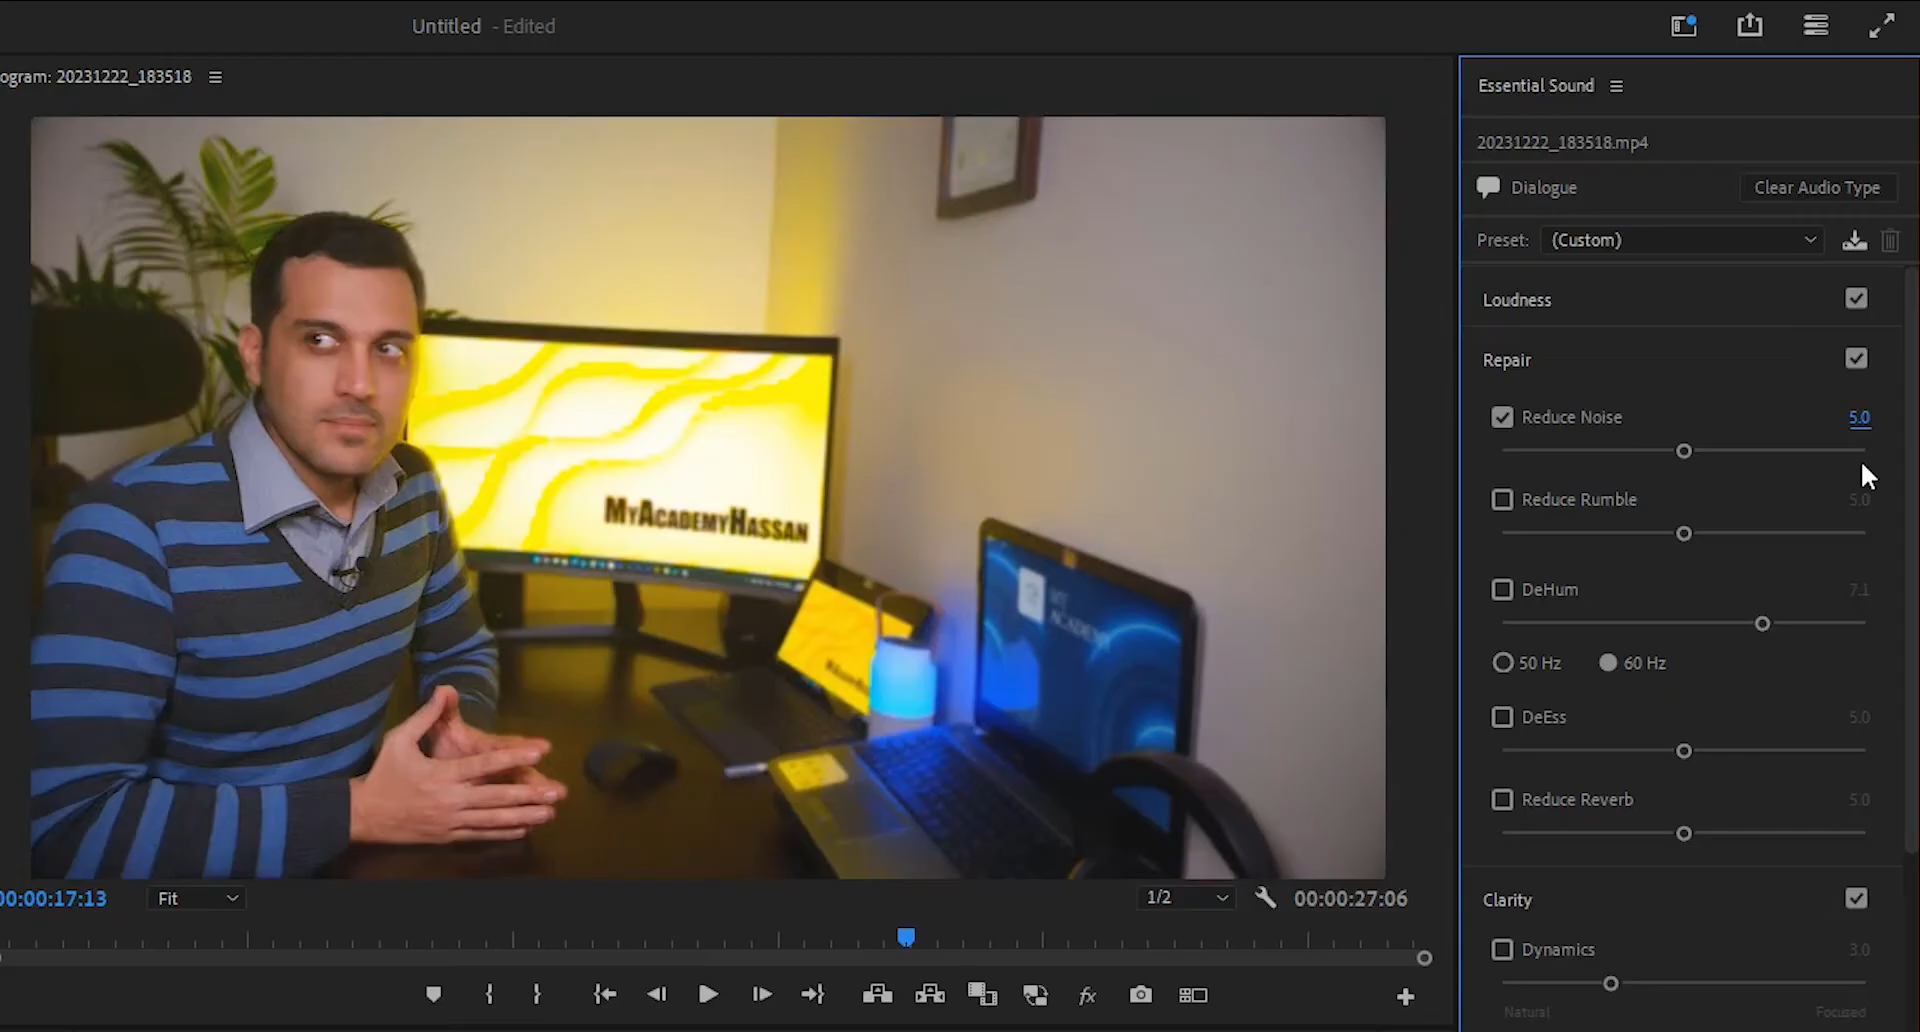 Untitled - Edited
ogram: 20231222_183518
Essential Sound
20231222_183518.mp4
Dialogue
Clear Audio Type
Preset: (Custom)
Loudness
Repair
Reduce Noise 5.0
Reduce Rumble 5.0
DeHum 7.1
50 Hz 60 Hz
DeEss 5.0
Reduce Reverb 5.0
Clarity
Dynamics 3.0
Natural Focused
MYACADEMYHASSAN
ACADEMY
00:00:17:13
Fit
1/2
00:00:27:06
fx